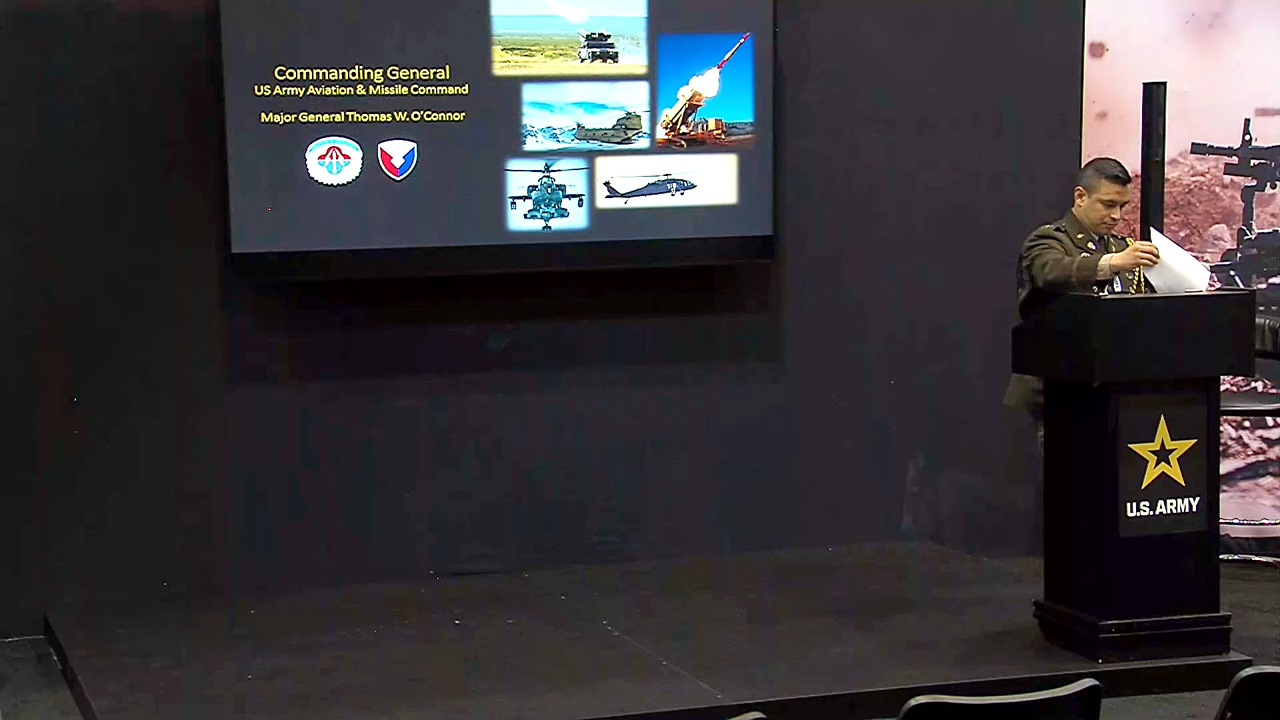 Commanding General
US Army Aviation & Missile Command
Major General Thomas W. O'Connor
U.S. ARMY